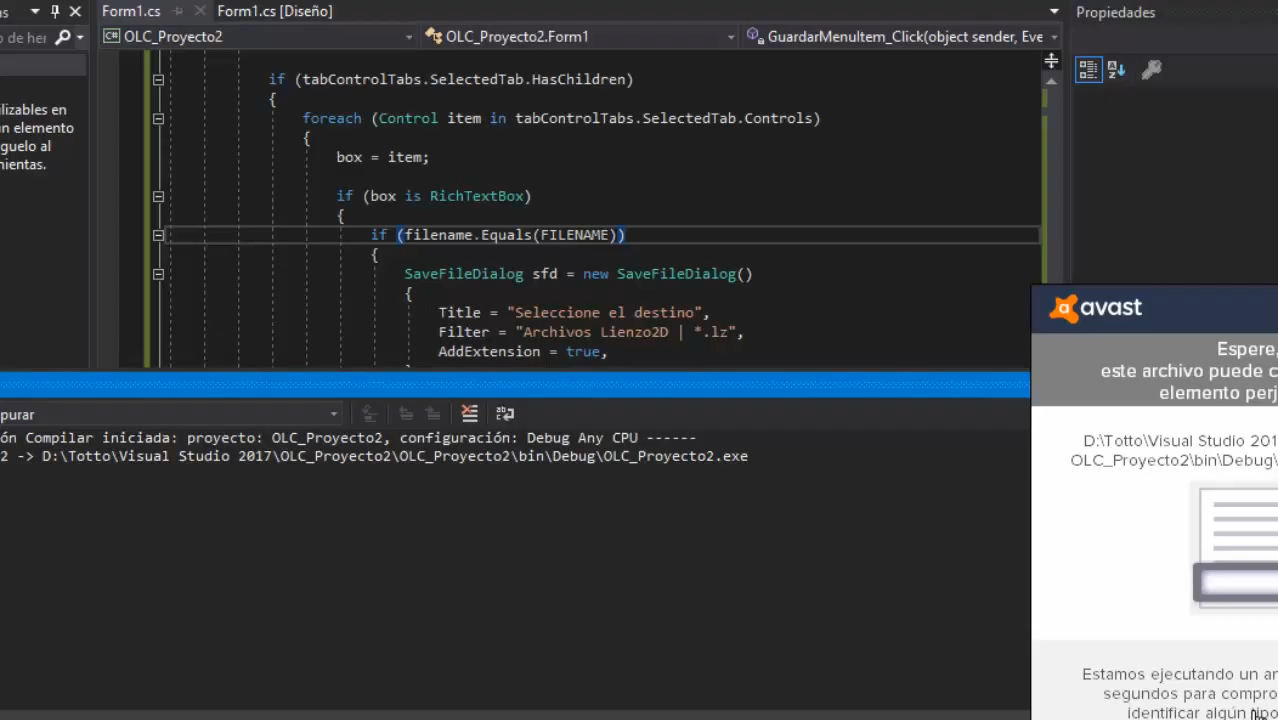 Form1.cs
Form1.cs [Diseño]
Propiedades
OLC_Proyecto2
OLC_Proyecto2.Form1
GuardarMenuItem_Click(object sender, Eve
de her
ilizables en
un elemento
guelo al
mientas.
if (tabControlTabs.SelectedTab.HasChildren)
{
foreach (Control item in tabControlTabs.SelectedTab.Controls)
{
box = item;
if (box is RichTextBox)
{
if (filename.Equals(FILENAME))
{
SaveFileDialog sfd = new SaveFileDialog()
{
Title = "Seleccione el destino",
Filter = "Archivos Lienzo2D | *.lz",
AddExtension = true,
purar
ón Compilar iniciada: proyecto: OLC_Proyecto2, configuración: Debug Any CPU ------
2 -> D:\Totto\Visual Studio 2017\OLC_Proyecto2\OLC_Proyecto2\bin\Debug\OLC_Proyecto2.exe
avast
Espere,
este archivo puede c
elemento perj
D:\Totto\Visual Studio 201
OLC_Proyecto2\bin\Debug\
Estamos ejecutando un an
segundos para compro
identificar algún tipo